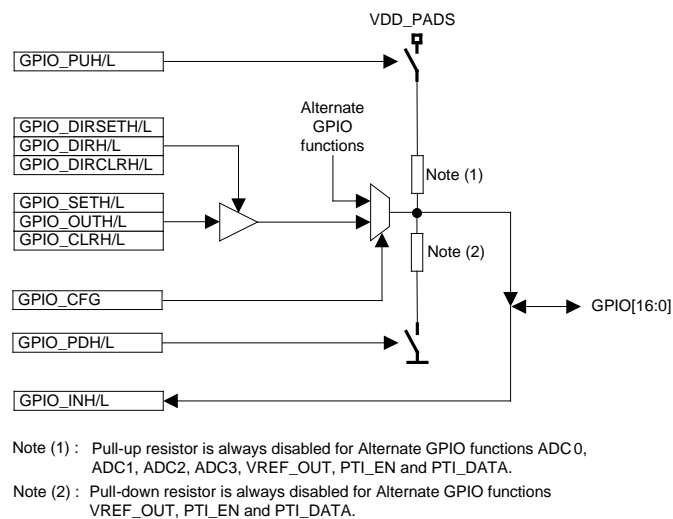 VDD_PADS
GPIO_PUH/L
Alternate
GPIO
functions
GPIO_DIRSETH/L
GPIO_DIRH/L
GPIO_DIRCLRH/L
Note (1)
GPIO_SETH/L
GPIO_OUTH/L
GPIO_CLRH/L
Note (2)
GPIO_CFG
GPIO[16:0]
GPIO_PDH/L
GPIO_INH/L
Note (1) : Pull-up resistor is always disabled for Alternate GPIO functions ADC0,
ADC1, ADC2, ADC3, VREF_OUT, PTI_EN and PTI_DATA.
Note (2) : Pull-down resistor is always disabled for Alternate GPIO functions
VREF_OUT, PTI_EN and PTI_DATA.